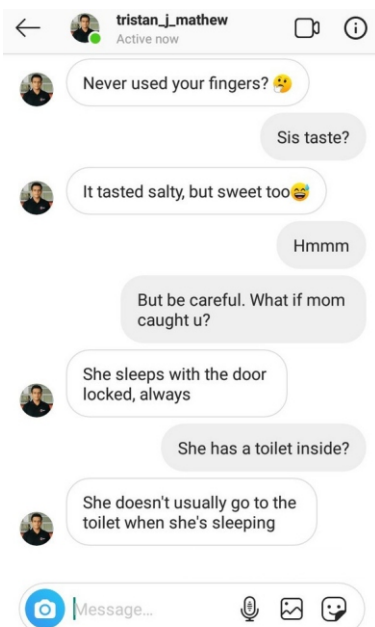 tristan_j_mathew
Active now
Never used your fingers? 🤔
Sis taste?
It tasted salty, but sweet too😅
Hmmm
But be careful. What if mom
caught u?
She sleeps with the door
locked, always
She has a toilet inside?
She doesn't usually go to the
toilet when she's sleeping
Message...